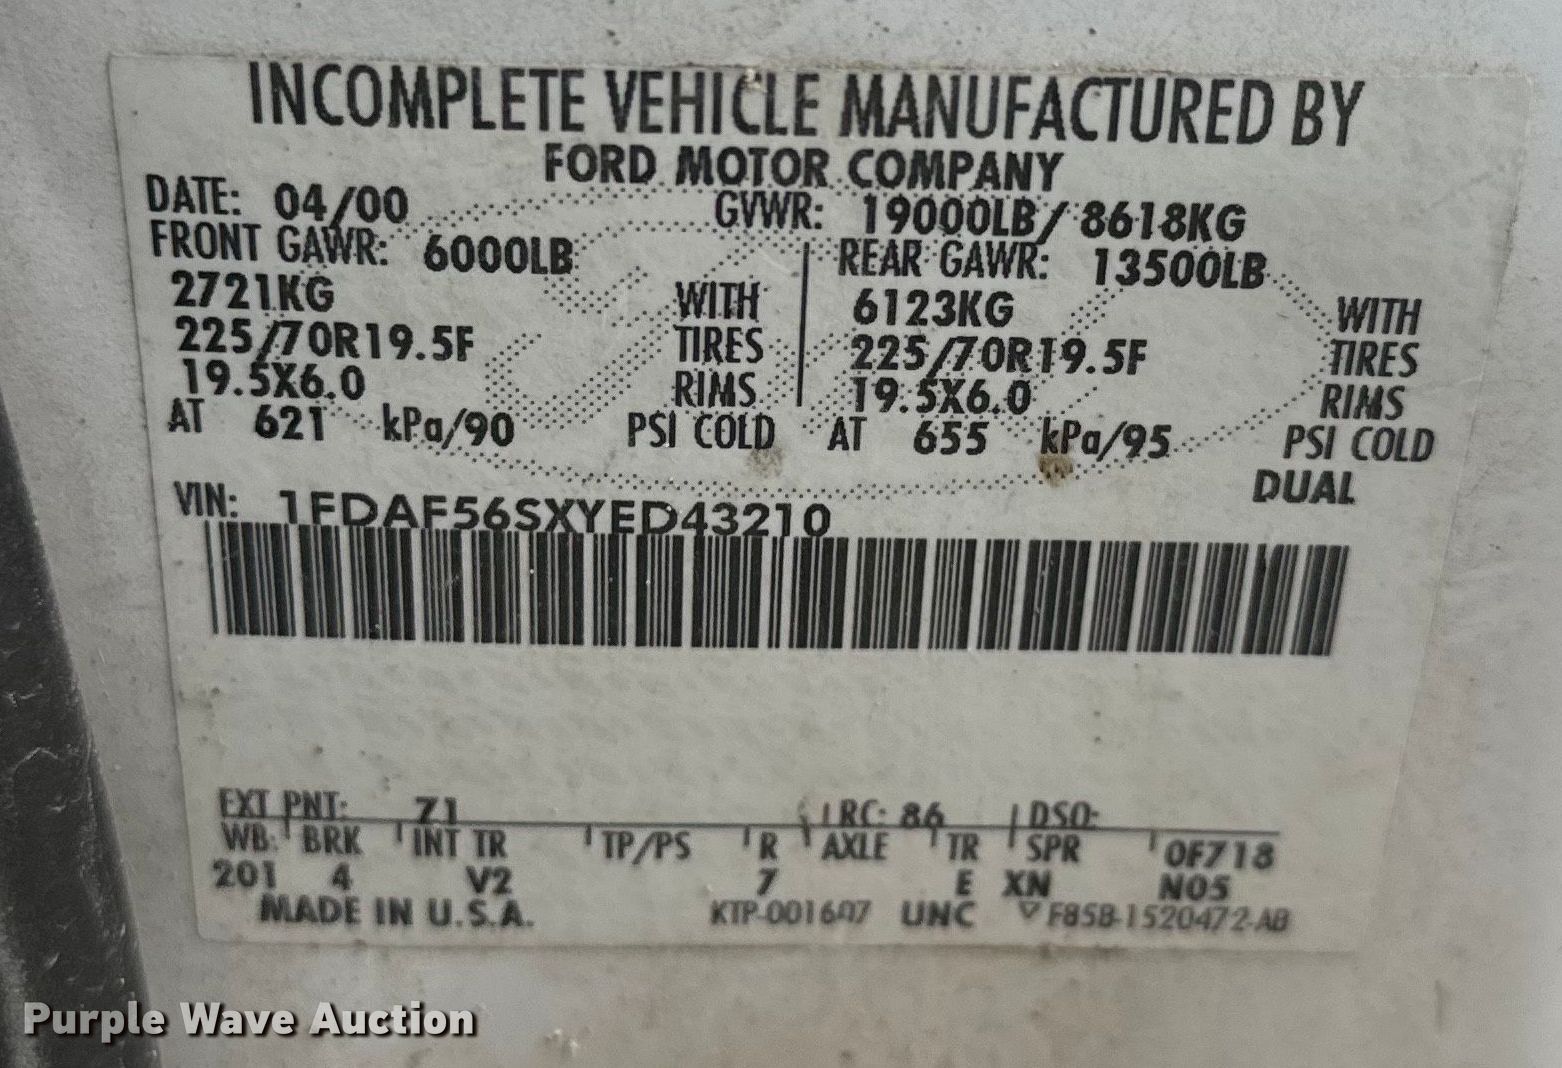 INCOMPLETE VEHICLE MANUFACTURED BY
FORD MOTOR COMPANY
DATE: 04/00 GVWR: 19000LB/ 8618KG
FRONT GAWR: 6000LB REAR GAWR: 13500LB
2721KG WITH 6123KG WITH
225/70R19.5F TIRES 225/70R19.5F TIRES
19.5X6.0 RIMS 19.5X6.0 RIMS
AT 621 kPa/90 PSI COLD AT 655 kPa/95 PSI COLD
DUAL
VIN: 1FDAF56SXYED43210
EXT PNT: Z1 RC: 86 DSO:
WB: BRK INT TR TP/PS R AXLE TR SPR 0F718
201 4 V2 7 E XN N05
MADE IN U.S.A. UNC F85B-1520472-AB
Purple Wave Auction